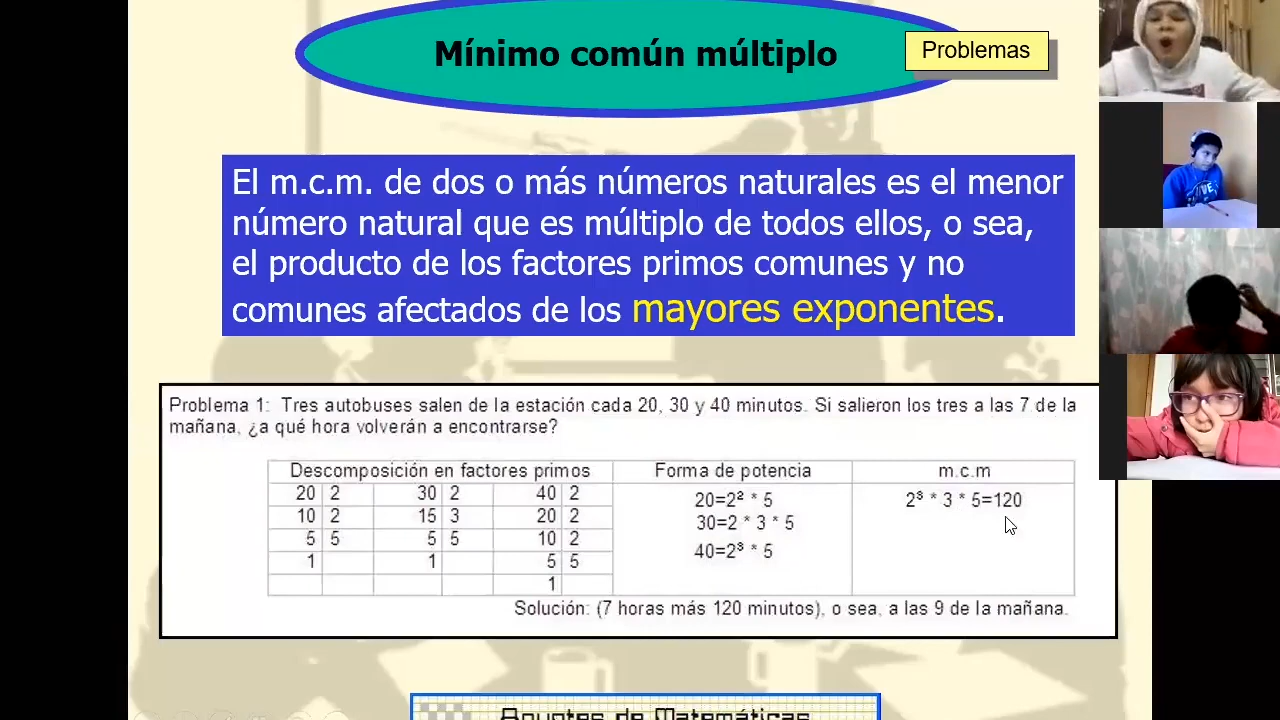 Mínimo común múltiplo
Problemas
El m.c.m. de dos o más números naturales es el menor
número natural que es múltiplo de todos ellos, o sea,
el producto de los factores primos comunes y no
comunes afectados de los mayores exponentes.
Problema 1: Tres autobuses salen de la estación cada 20, 30 y 40 minutos. Si salieron los tres a las 7 de la
mañana, ¿a qué hora volverán a encontrarse?
Descomposición en factores primos Forma de potencia m.c.m
20 2 30 2 40 2 20=2² * 5 2³ * 3 * 5=120
10 2 15 3 20 2 30=2 * 3 * 5
5 5 5 5 10 2 40=2³ * 5
1 1 5 5
1
Solución: (7 horas más 120 minutos), o sea, a las 9 de la mañana.
Apuntes de Matemáticas